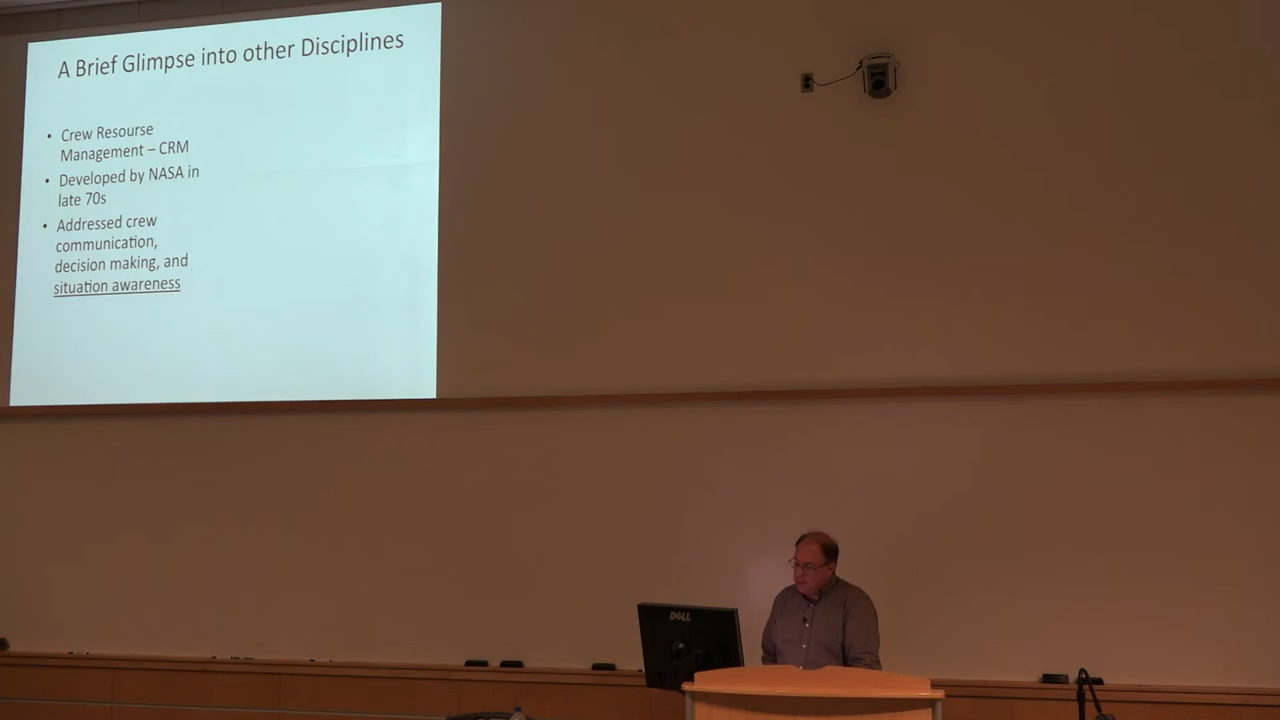 A Brief Glimpse into other Disciplines
• Crew Resourse
Management – CRM
• Developed by NASA in
late 70s
• Addressed crew
communication,
decision making, and
situation awareness
DELL